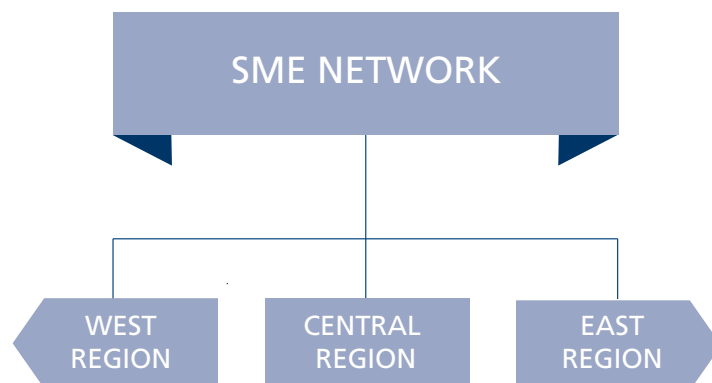 SME NETWORK
WEST
REGION
CENTRAL
REGION
EAST
REGION